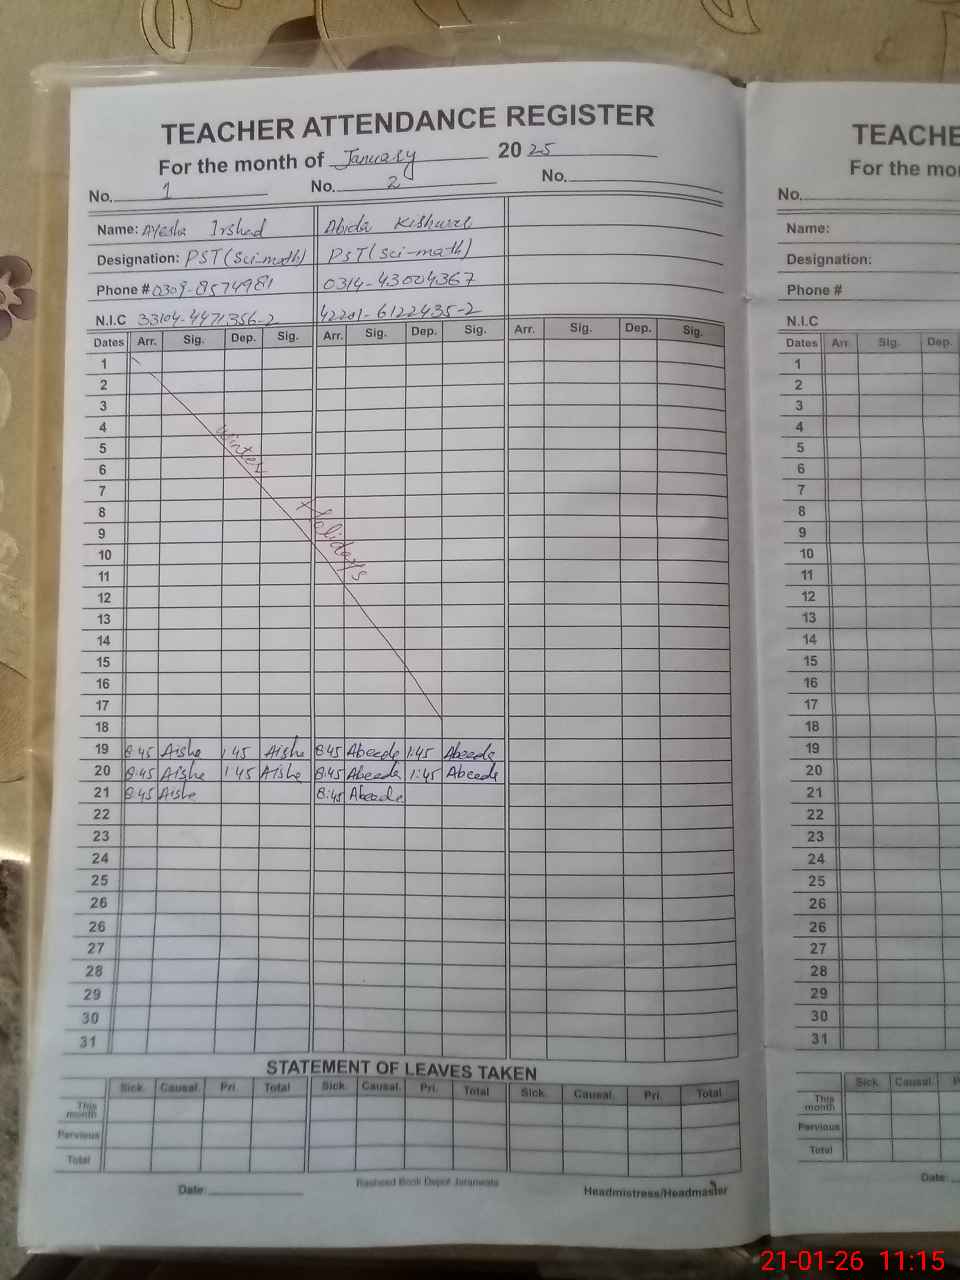 TEACHER ATTENDANCE REGISTER
For the month of January 20 25
No. 1 No. 2 No.
Name: Ayesha Irshad Abida Kishwar
Designation: PST (Sci-math) PST (sci-math)
Phone # 0309-8574981 0314-43004367
N.I.C 33104-4471356-2 42201-6122435-2
Dates Arr. Sig. Dep. Sig. Arr. Sig. Dep. Sig. Arr. Sig. Dep. Sig.
1
2
3
4
5
6
7
8
9
10
11
12
13
14
15
16
17
18
Winter Holidays
19 8:45 Aishe 1 45 Aishe 8:45 Abeede 1:45 Abeede
20 8:45 Aishe 1 45 Aishe 8:45 Abeede 1:45 Abeede
21 8:45 Aishe 8:45 Abeede
22
23
24
25
26
26
27
28
29
30
31
STATEMENT OF LEAVES TAKEN
Sick. Causal. Pri. Total Sick. Causal. Pri. Total Sick. Causal. Pri. Total
This month
Pervious
Total
Date:
Rasheed Book Depot Jaranwala
Headmistress/Headmaster
TEACHE
For the mo
No.
Name:
Designation:
Phone #
N.I.C
Dates Arr. Sig. Dep.
1
2
3
4
5
6
7
8
9
10
11
12
13
14
15
16
17
18
19
20
21
22
23
24
25
26
26
27
28
29
30
31
Sick. Causal. P
This month
Pervious
Total
Date:
21-01-26 11:15